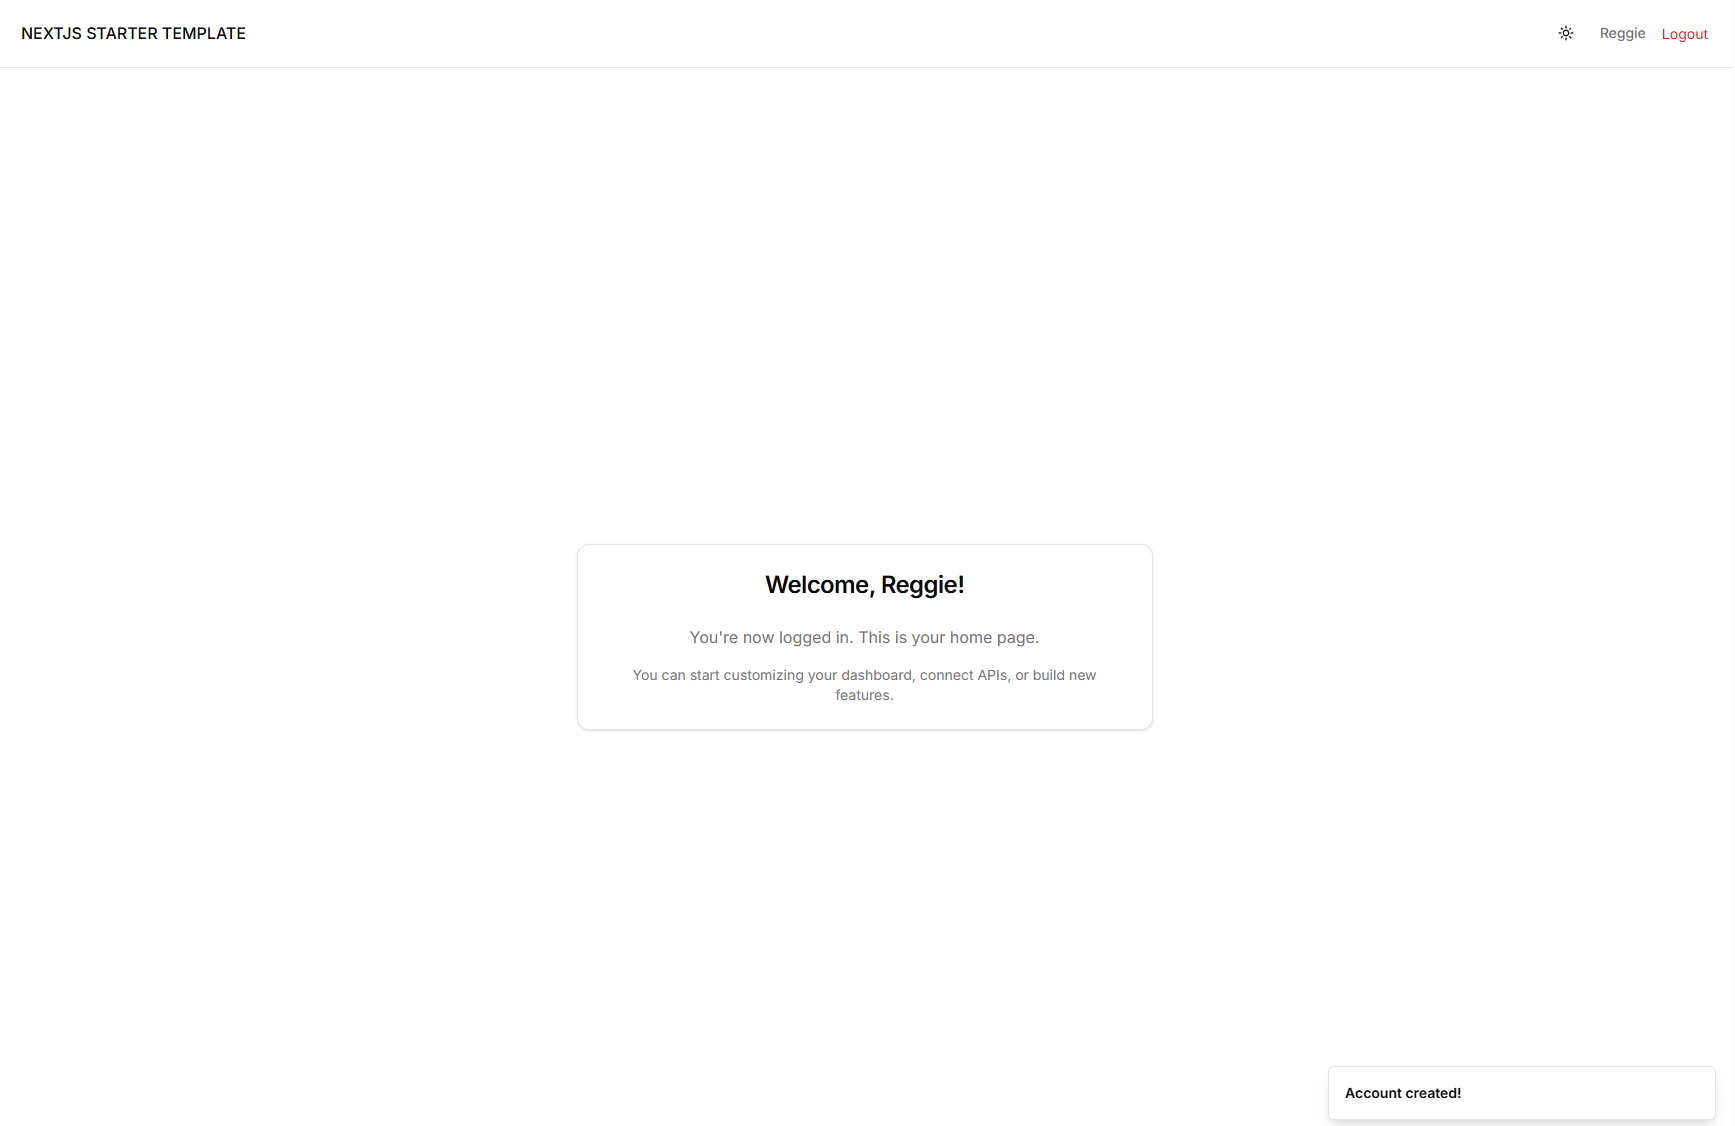 NEXTJS STARTER TEMPLATE
Reggie
Logout
Welcome, Reggie!
You're now logged in. This is your home page.
You can start customizing your dashboard, connect APIs, or build new
features.
Account created!